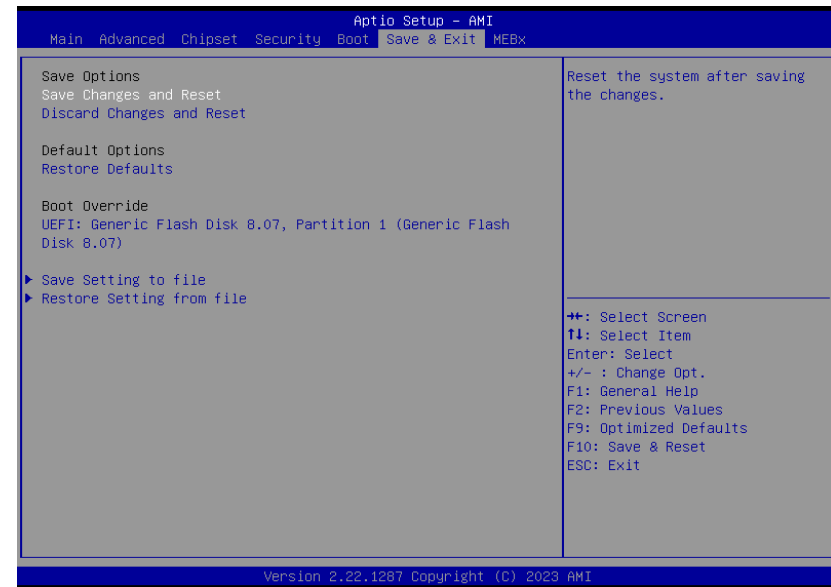 Aptio Setup – AMI
Main Advanced Chipset Security Boot Save & Exit MEBx
Save Options
Save Changes and Reset
Discard Changes and Reset
Default Options
Restore Defaults
Boot Override
UEFI: Generic Flash Disk 8.07, Partition 1 (Generic Flash
Disk 8.07)
▶ Save Setting to file
▶ Restore Setting from file
Reset the system after saving
the changes.
→←: Select Screen
↑↓: Select Item
Enter: Select
+/- : Change Opt.
F1: General Help
F2: Previous Values
F9: Optimized Defaults
F10: Save & Reset
ESC: Exit
Version 2.22.1287 Copyright (C) 2023 AMI